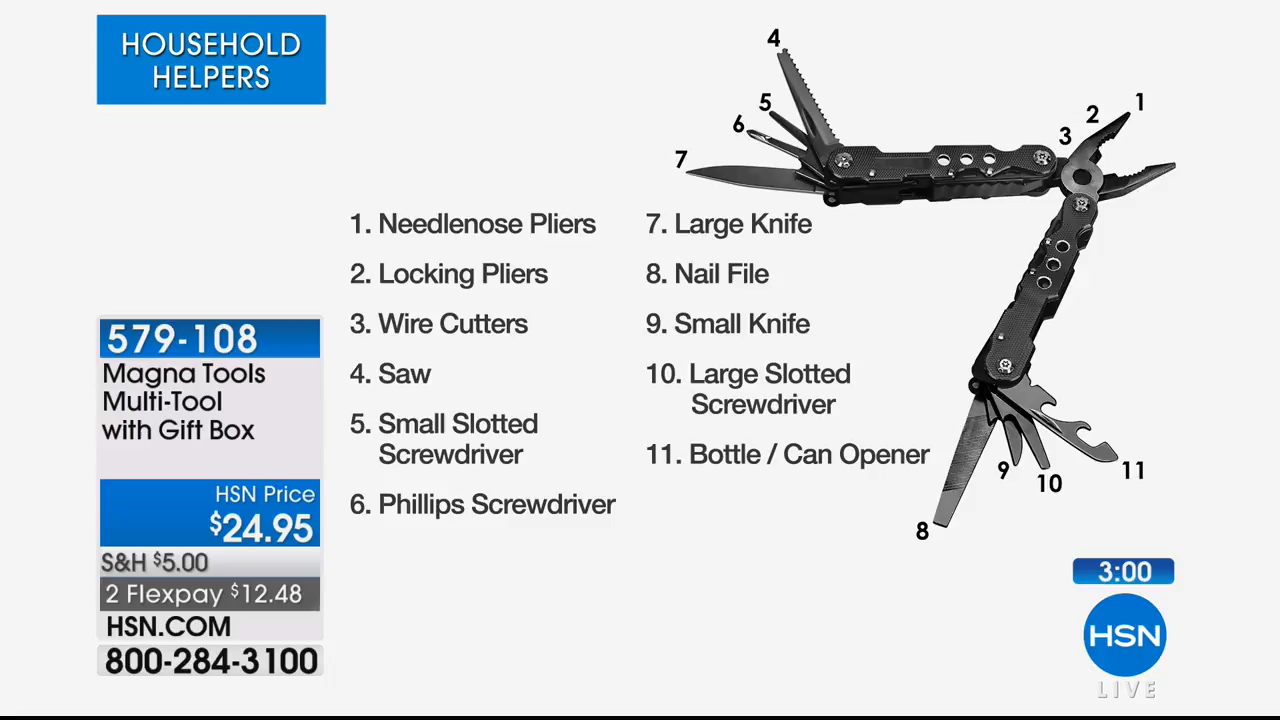 HOUSEHOLD
HELPERS
4
5
6
7
3
2
1
1. Needlenose Pliers
2. Locking Pliers
3. Wire Cutters
4. Saw
5. Small Slotted
Screwdriver
6. Phillips Screwdriver
7. Large Knife
8. Nail File
9. Small Knife
10. Large Slotted
Screwdriver
11. Bottle / Can Opener
8
9
10
11
579-108
Magna Tools
Multi-Tool
with Gift Box
HSN Price
$24.95
S&H $5.00
2 Flexpay $12.48
HSN.COM
800-284-3100
3:00
HSN
LIVE